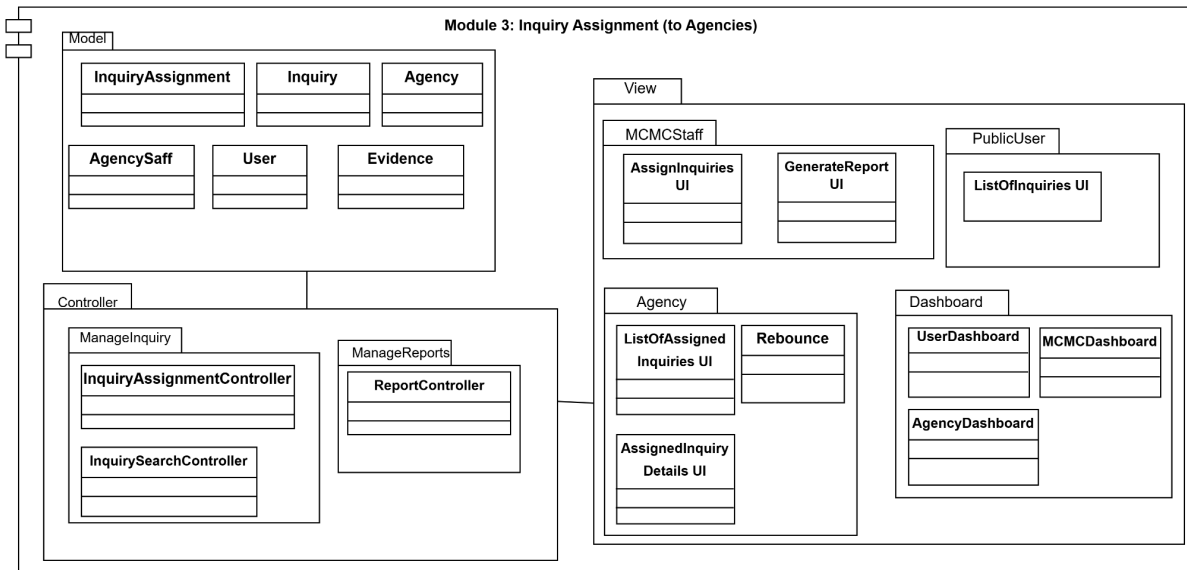 Module 3: Inquiry Assignment (to Agencies)
Model
InquiryAssignment
Inquiry
Agency
AgencySaff
User
Evidence
Controller
ManageInquiry
InquiryAssignmentController
InquirySearchController
ManageReports
ReportController
View
MCMCStaff
AssignInquiries
UI
GenerateReport
UI
PublicUser
ListOfInquiries UI
Agency
ListOfAssigned
Inquiries UI
Rebounce
AssignedInquiry
Details UI
Dashboard
UserDashboard
MCMCDashboard
AgencyDashboard